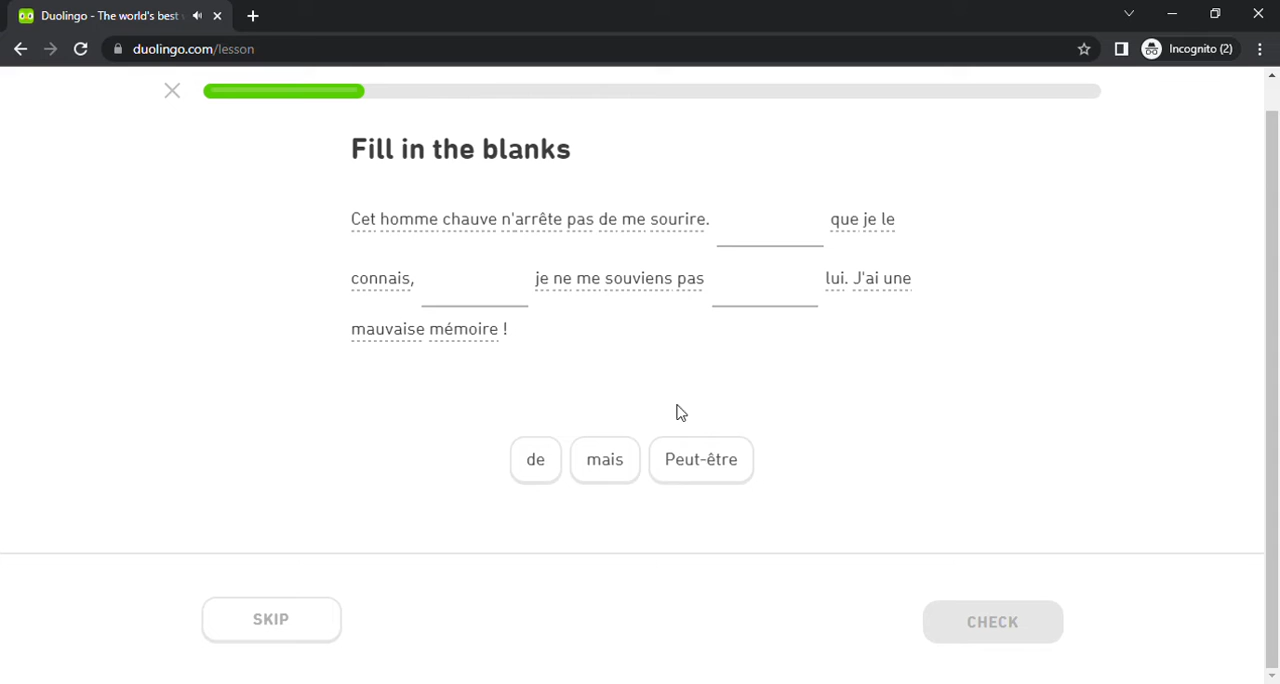 Duolingo - The world's best
duolingo.com/lesson
Incognito (2)
Fill in the blanks
Cet homme chauve n'arrête pas de me sourire. que je le
connais, je ne me souviens pas lui. J'ai une
mauvaise mémoire !
de mais Peut-être
SKIP CHECK